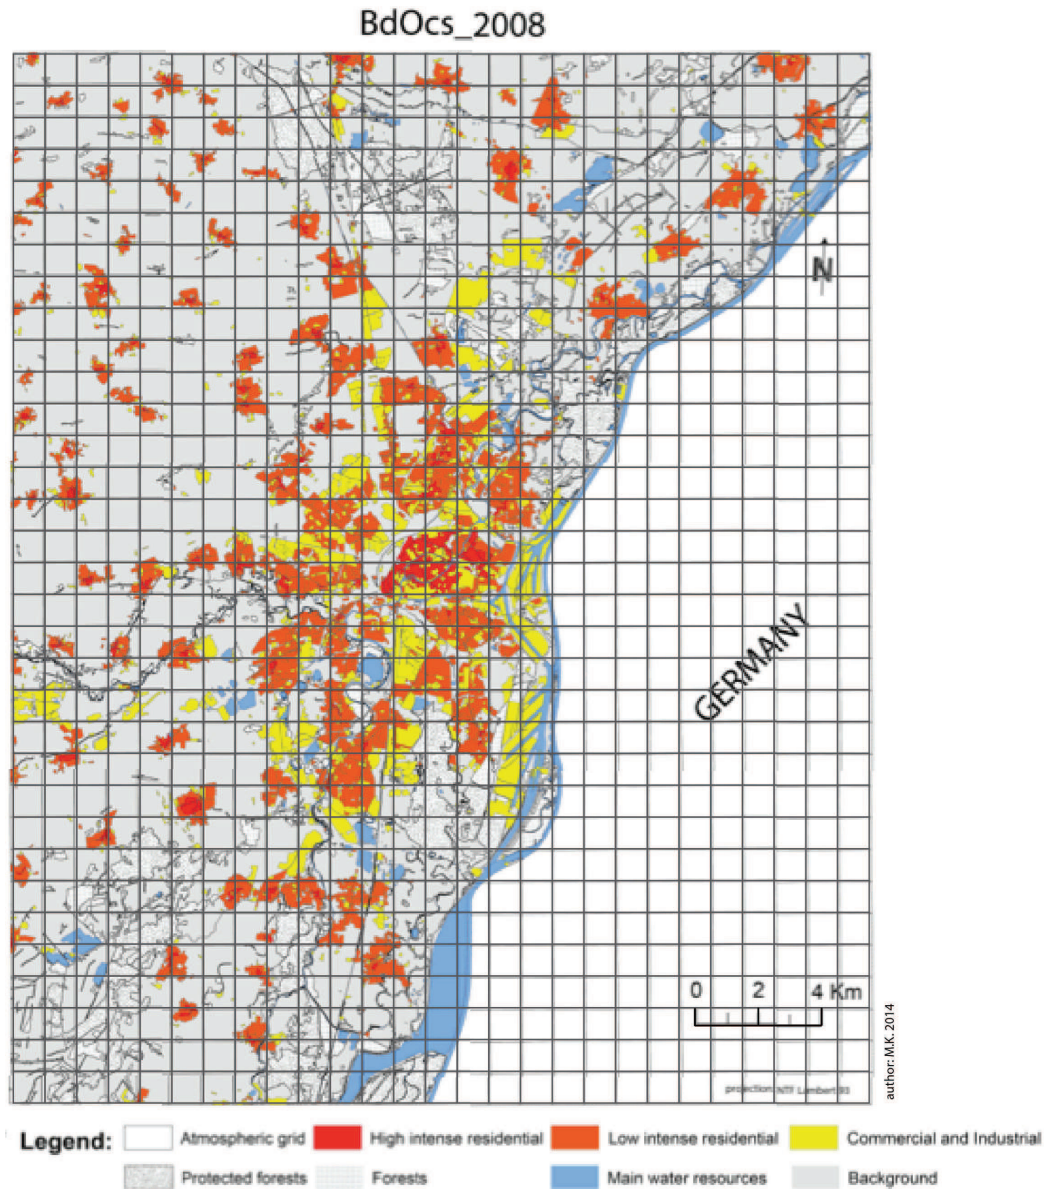 BdOcs_2008
N
GERMANY
0 2 4 Km
author: M.K. 2014
projection: NTF Lambert 93
Legend:
Atmospheric grid
High intense residential
Low intense residential
Commercial and Industrial
Protected forests
Forests
Main water resources
Background